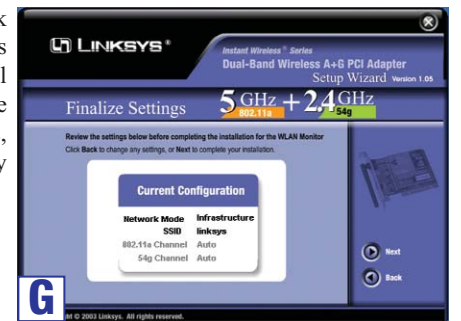 k
s
l
e
,
y
LINKSYS®
Instant Wireless® Series
Dual-Band Wireless A+G
PCI Adapter
Setup Wizard Version 1.05
Finalize Settings
5 GHz + 2.4 GHz
802.11a 54g
Review the settings below before completing the installation for the WLAN Monitor
Click Back to change any settings, or Next to complete your installation.
Current Configuration
Network Mode Infrastructure
SSID linksys
802.11a Channel Auto
54g Channel Auto
Next
Back
G
ht © 2003 Linksys. All rights reserved.